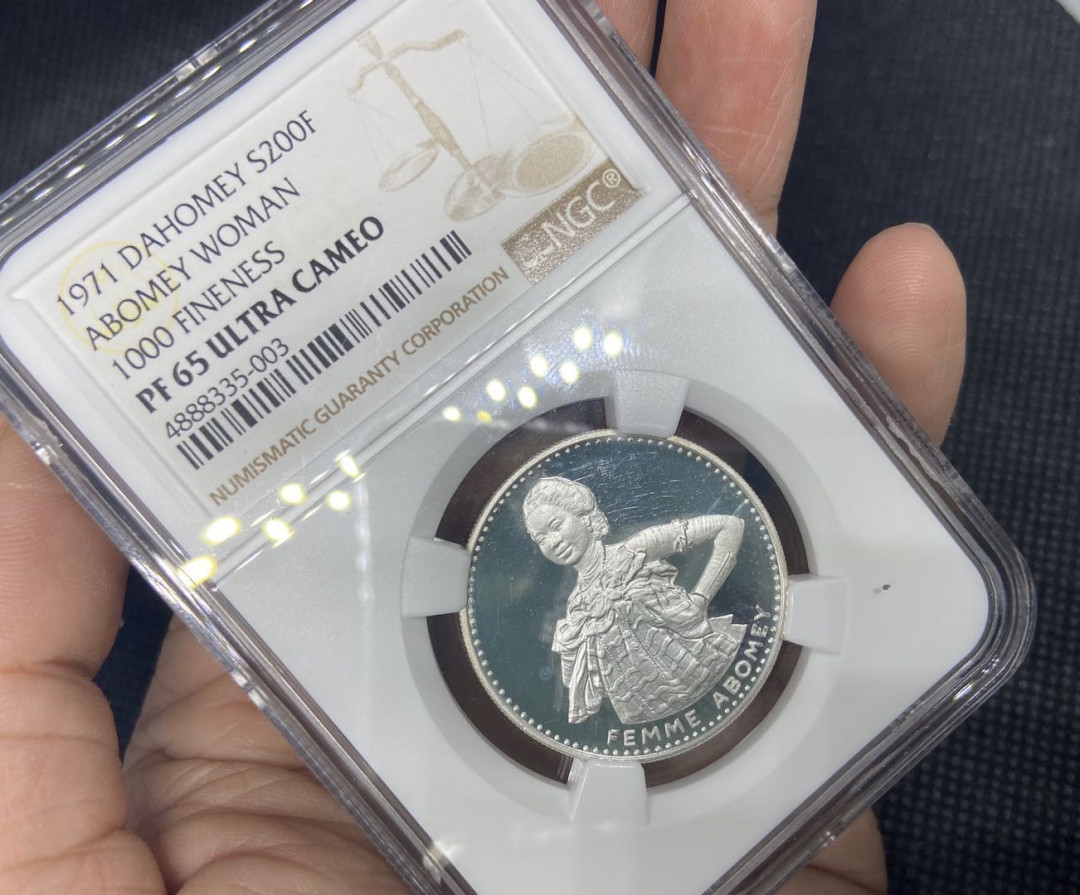 1971 DAHOMEY S200F
ABOMEY WOMAN
1000 FINENESS
PF 65 ULTRA CAMEO
4888335-003
NGC®
NUMISMATIC GUARANTY CORPORATION
FEMME ABOMEY